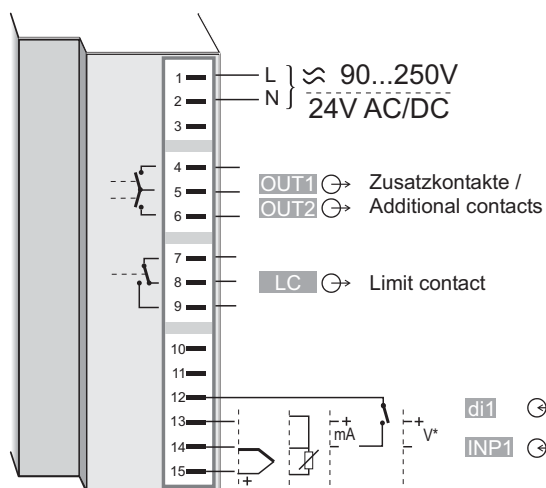 1 L ≈ 90...250V
2 N 24V AC/DC
3
4
5 OUT1 Zusatzkontakte /
6 OUT2 Additional contacts
7
8 LC Limit contact
9
10
11
12 di1
13 + + +
14 - mA - V* INP1
15 +